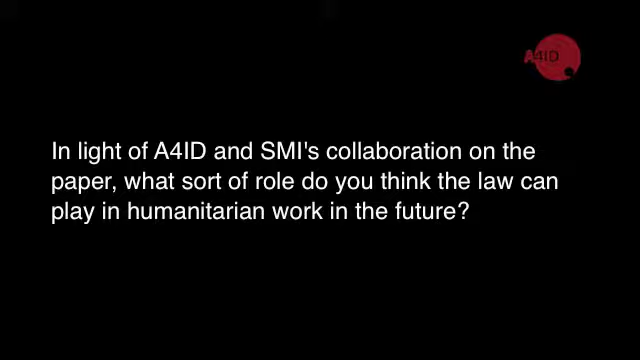 A4ID
In light of A4ID and SMI's collaboration on the
paper, what sort of role do you think the law can
play in humanitarian work in the future?